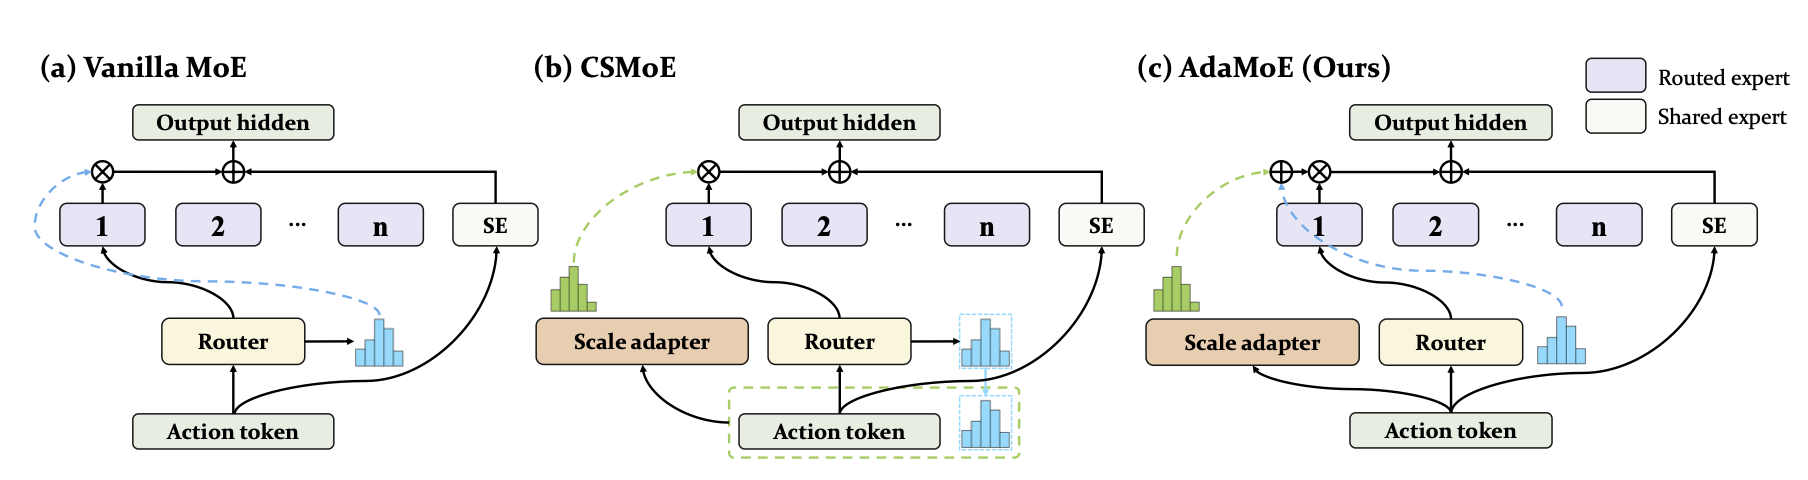 (a) Vanilla MoE
Output hidden
1
2
...
n
SE
Router
Action token
(b) CSMoE
Output hidden
1
2
...
n
SE
Scale adapter
Router
Action token
(c) AdaMoE (Ours)
Routed expert
Shared expert
Output hidden
1
2
...
n
SE
Scale adapter
Router
Action token